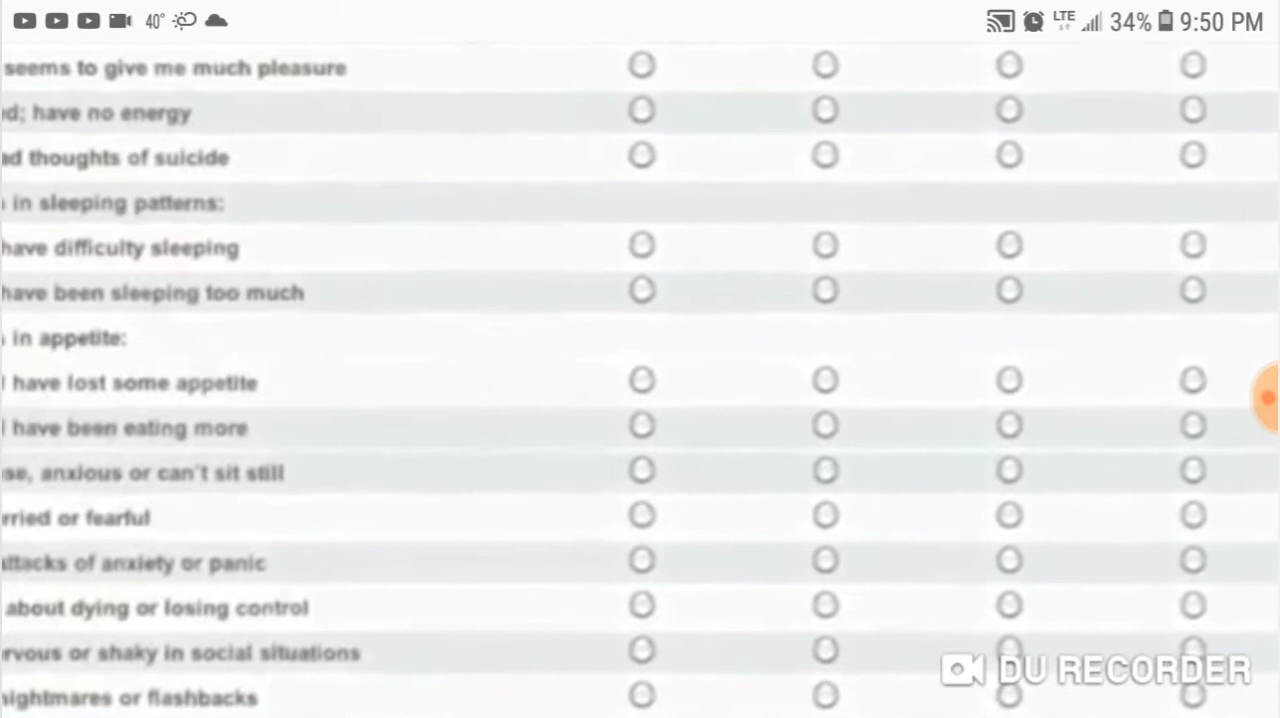 40° LTE 34% 9:50 PM
seems to give me much pleasure
ed; have no energy
ad thoughts of suicide
in sleeping patterns:
have difficulty sleeping
have been sleeping too much
in appetite:
I have lost some appetite
I have been eating more
se, anxious or can't sit still
rried or fearful
attacks of anxiety or panic
about dying or losing control
rvous or shaky in social situations
nightmares or flashbacks
DU RECORDER